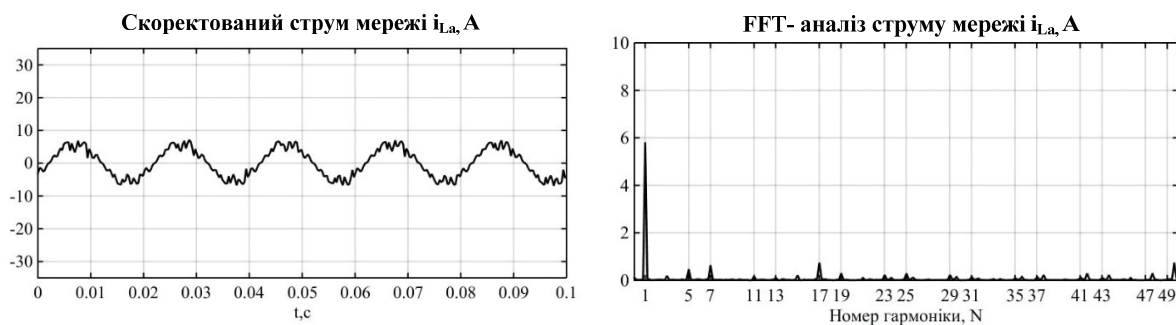 Скоректований струм мережі iLa, А
30
20
10
0
-10
-20
-30
0 0.01 0.02 0.03 0.04 0.05 0.06 0.07 0.08 0.09 0.1
t,c
FFT- аналіз струму мережі iLa, А
10
8
6
4
2
0
1 5 7 11 13 17 19 23 25 29 31 35 37 41 43 47 49
Номер гармоніки, N